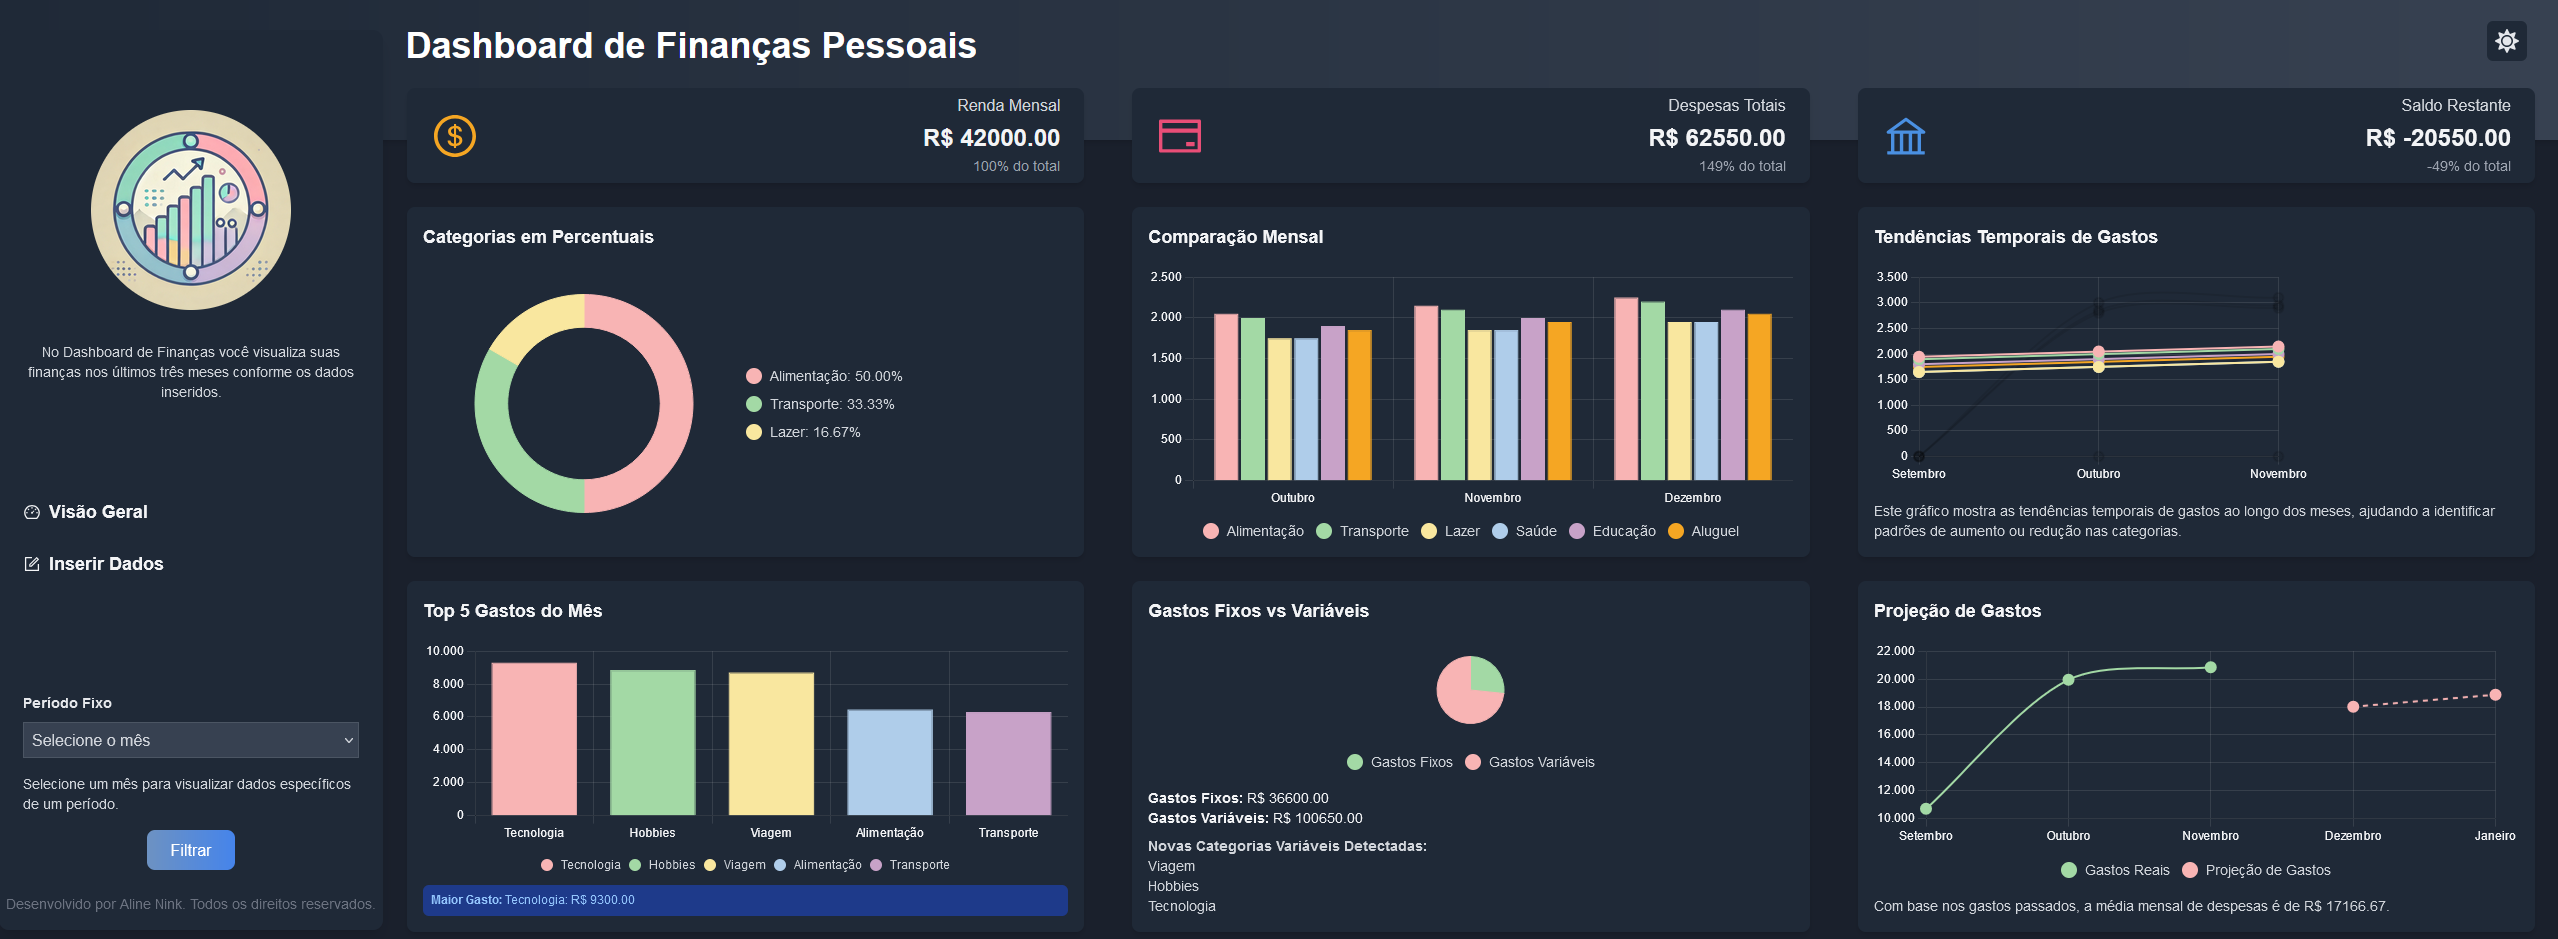 Dashboard de Finanças Pessoais
No Dashboard de Finanças você visualiza suas
finanças nos últimos três meses conforme os dados
inseridos.
Visão Geral
Inserir Dados
Período Fixo
Selecione o mês
Selecione um mês para visualizar dados específicos
de um período.
Filtrar
Desenvolvido por Aline Nink. Todos os direitos reservados.
Renda Mensal
R$ 42000.00
100% do total
Despesas Totais
R$ 62550.00
149% do total
Saldo Restante
R$ -20550.00
-49% do total
Categorias em Percentuais
Alimentação: 50.00%
Transporte: 33.33%
Lazer: 16.67%
Comparação Mensal
2.500
2.000
1.500
1.000
500
0
Outubro Novembro Dezembro
Alimentação Transporte Lazer Saúde Educação Aluguel
Tendências Temporais de Gastos
3.500
3.000
2.500
2.000
1.500
1.000
500
0
Setembro Outubro Novembro
Este gráfico mostra as tendências temporais de gastos ao longo dos meses, ajudando a identificar
padrões de aumento ou redução nas categorias.
Top 5 Gastos do Mês
10.000
8.000
6.000
4.000
2.000
0
Tecnologia Hobbies Viagem Alimentação Transporte
Tecnologia Hobbies Viagem Alimentação Transporte
Maior Gasto: Tecnologia: R$ 9300.00
Gastos Fixos vs Variáveis
Gastos Fixos Gastos Variáveis
Gastos Fixos: R$ 36600.00
Gastos Variáveis: R$ 100650.00
Novas Categorias Variáveis Detectadas:
Viagem
Hobbies
Tecnologia
Projeção de Gastos
22.000
20.000
18.000
16.000
14.000
12.000
10.000
Setembro Outubro Novembro Dezembro Janeiro
Gastos Reais Projeção de Gastos
Com base nos gastos passados, a média mensal de despesas é de R$ 17166.67.